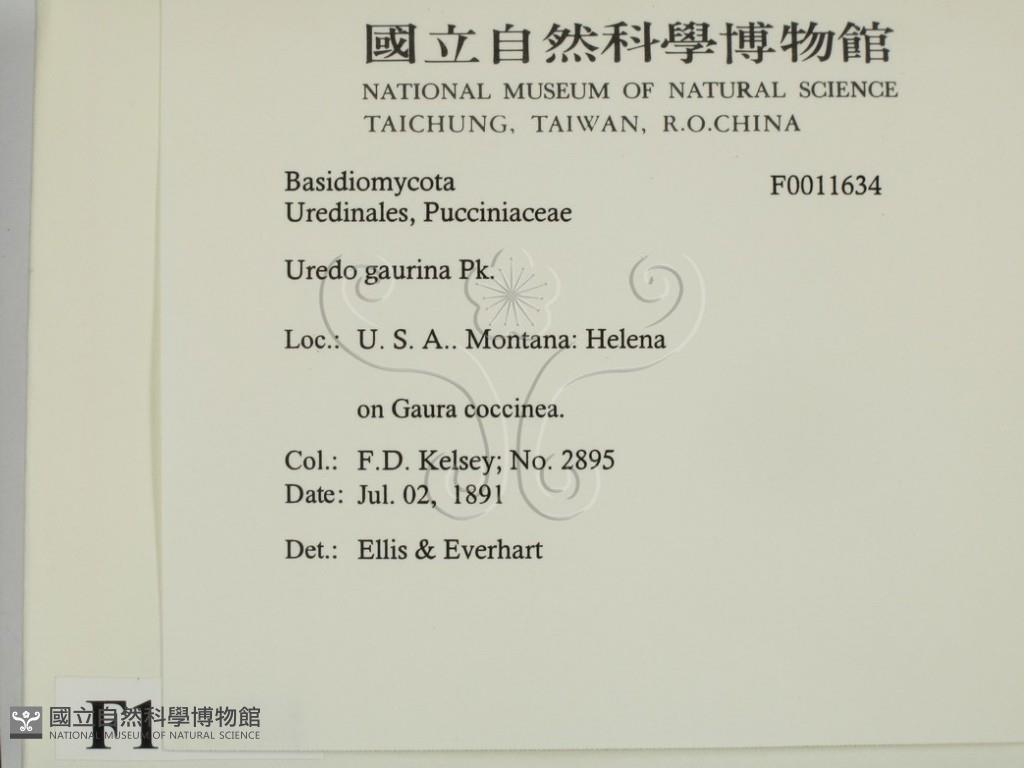 國立自然科學博物館
NATIONAL MUSEUM OF NATURAL SCIENCE
TAICHUNG, TAIWAN, R.O.CHINA
Basidiomycota F0011634
Uredinales, Pucciniaceae
Uredo gaurina Pk.
Loc.: U. S. A.. Montana: Helena
on Gaura coccinea.
Col.: F.D. Kelsey; No. 2895
Date: Jul. 02, 1891
Det.: Ellis & Everhart
F1
國立自然科學博物館
NATIONAL MUSEUM OF NATURAL SCIENCE